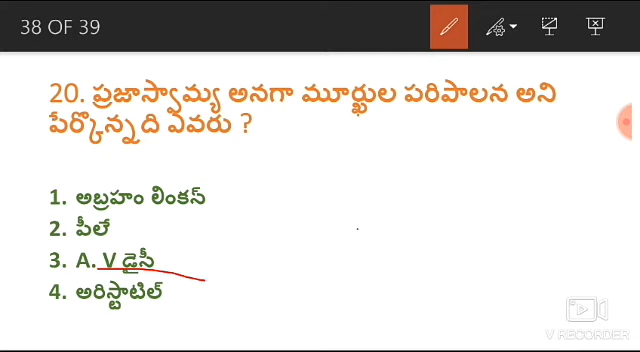 38 OF 39
20. ప్రజాస్వామ్య అనగా మూర్ఖుల పరిపాలన అని
పేర్కొన్నది ఎవరు ?
1. అబ్రహం లింకన్
2. పీలే
3. A. V డైసీ
4. అరిస్టాటిల్
V RECORDER